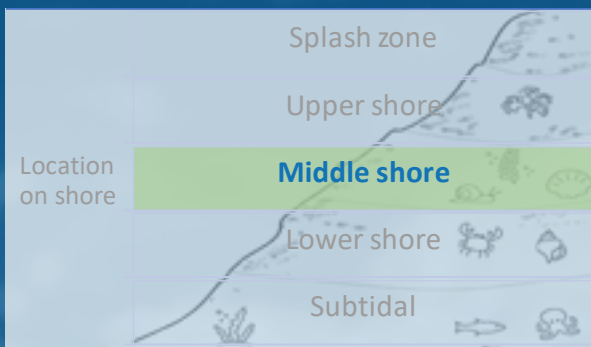 Splash zone
Upper shore
Location
on shore
Middle shore
Lower shore
Subtidal